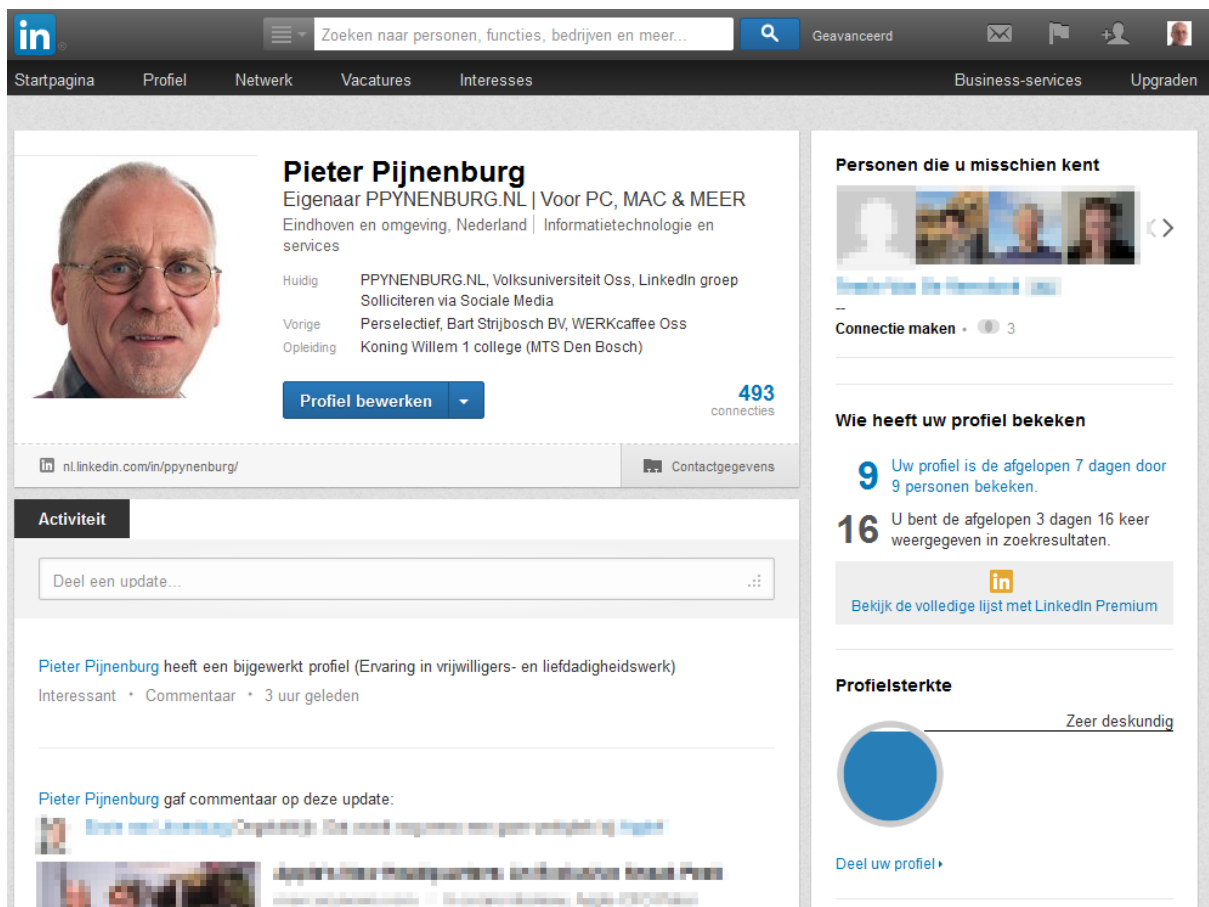 in
Zoeken naar personen, functies, bedrijven en meer...
Geavanceerd
Startpagina Profiel Netwerk Vacatures Interesses Business-services Upgraden
Pieter Pijnenburg
Eigenaar PPYNENBURG.NL | Voor PC, MAC & MEER
Eindhoven en omgeving, Nederland | Informatietechnologie en
services
Huidig PPYNENBURG.NL, Volksuniversiteit Oss, LinkedIn groep
Solliciteren via Sociale Media
Vorige Perselectief, Bart Strijbosch BV, WERKcaffee Oss
Opleiding Koning Willem 1 college (MTS Den Bosch)
Profiel bewerken
493
connecties
in nl.linkedin.com/in/ppynenburg/
Contactgegevens
Activiteit
Deel een update...
Pieter Pijnenburg heeft een bijgewerkt profiel (Ervaring in vrijwilligers- en liefdadigheidswerk)
Interessant • Commentaar • 3 uur geleden
Pieter Pijnenburg gaf commentaar op deze update:
Personen die u misschien kent
--
Connectie maken • 3
Wie heeft uw profiel bekeken
9 Uw profiel is de afgelopen 7 dagen door
9 personen bekeken.
16 U bent de afgelopen 3 dagen 16 keer
weergegeven in zoekresultaten.
in
Bekijk de volledige lijst met LinkedIn Premium
Profielsterkte
Zeer deskundig
Deel uw profiel